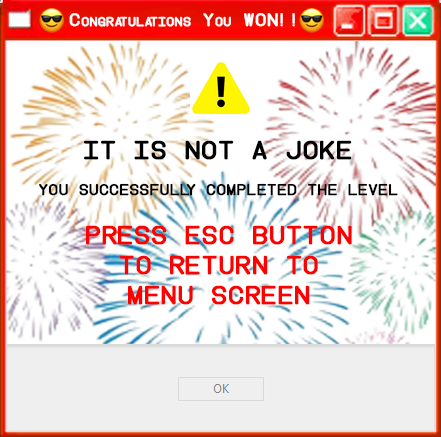 😎Congratulations You WON!!😎
!
IT IS NOT A JOKE
YOU SUCCESSFULLY COMPLETED THE LEVEL
PRESS ESC BUTTON
TO RETURN TO
MENU SCREEN
OK